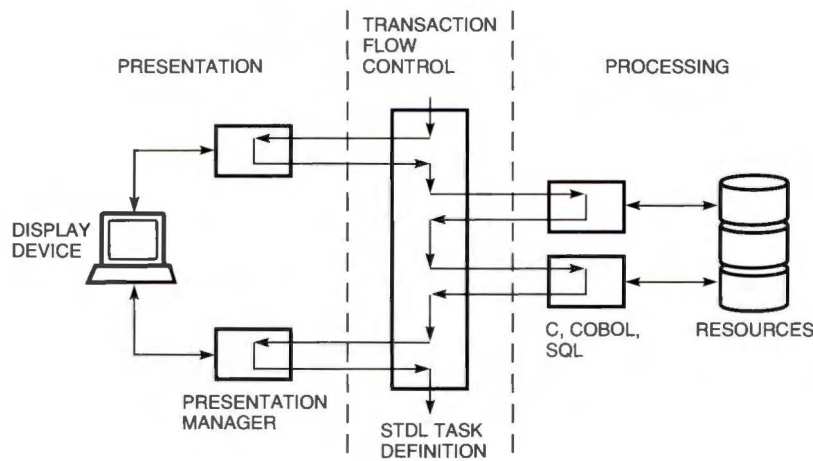 TRANSACTION
FLOW
CONTROL
PRESENTATION
PROCESSING
DISPLAY
DEVICE
C, COBOL,
SQL
RESOURCES
PRESENTATION
MANAGER
STDL TASK
DEFINITION